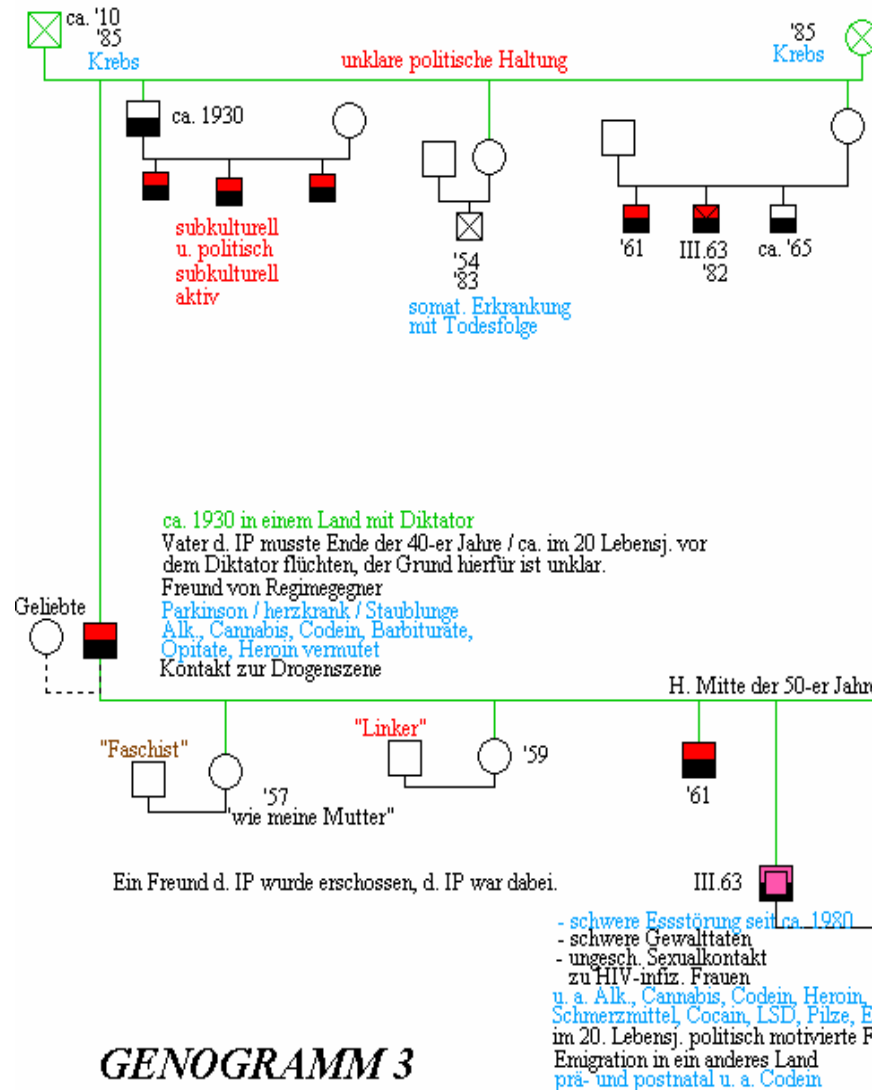 ca. '10
'85
Krebs
unklare politische Haltung
'85
Krebs
ca. 1930
subkulturell
u. politisch
subkulturell
aktiv
'54
'83
somat. Erkrankung
mit Todesfolge
'61
III.63
'82
ca. '65
ca. 1930 in einem Land mit Diktator
Vater d. IP musste Ende der 40-er Jahre / ca. im 20 Lebensj. vor
dem Diktator flüchten, der Grund hierfür ist unklar.
Freund von Regimegegner
Parkinson / herzkrank / Staublunge
Alk., Cannabis, Codein, Barbiturate,
Opitate, Heroin vermutet
Kontakt zur Drogenszene
Geliebte
H. Mitte der 50-er Jahre
"Faschist"
'57
"wie meine Mutter"
"Linker"
'59
'61
Ein Freund d. IP wurde erschossen, d. IP war dabei.
III.63
- schwere Essstörung seit ca. 1980
- schwere Gewalttaten
- ungesch. Sexualkontakt
zu HIV-infiz. Frauen
u. a. Alk., Cannabis, Codein, Heroin,
Schmerzmittel, Cocain, LSD, Pilze, E
im 20. Lebensj. politisch motivierte F
Emigration in ein anderes Land
prä- und postnatal u. a. Codein
GENOGRAMM 3